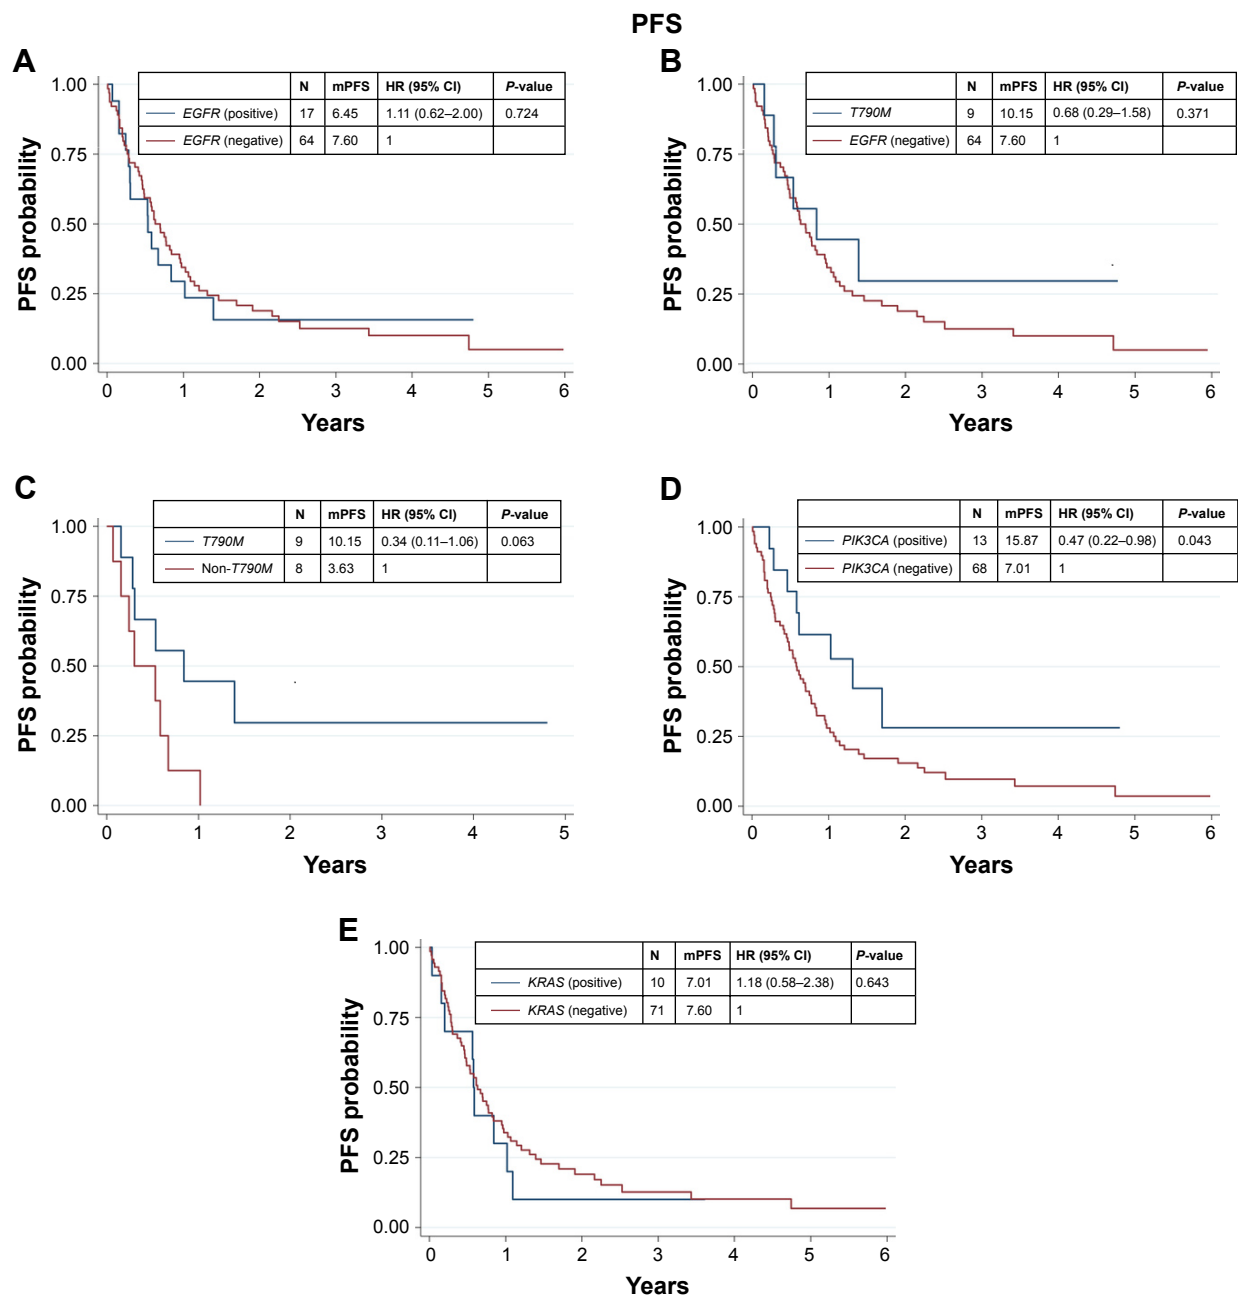 PFS
A
N mPFS HR (95% CI) P-value
EGFR (positive) 17 6.45 1.11 (0.62–2.00) 0.724
EGFR (negative) 64 7.60 1
1.00
0.75
0.50
0.25
0.00
PFS probability
0 1 2 3 4 5 6
Years
B
N mPFS HR (95% CI) P-value
T790M 9 10.15 0.68 (0.29–1.58) 0.371
EGFR (negative) 64 7.60 1
1.00
0.75
0.50
0.25
0.00
PFS probability
0 1 2 3 4 5 6
Years
C
N mPFS HR (95% CI) P-value
T790M 9 10.15 0.34 (0.11–1.06) 0.063
Non-T790M 8 3.63 1
1.00
0.75
0.50
0.25
0.00
PFS probability
0 1 2 3 4 5
Years
D
N mPFS HR (95% CI) P-value
PIK3CA (positive) 13 15.87 0.47 (0.22–0.98) 0.043
PIK3CA (negative) 68 7.01 1
1.00
0.75
0.50
0.25
0.00
PFS probability
0 1 2 3 4 5 6
Years
E
N mPFS HR (95% CI) P-value
KRAS (positive) 10 7.01 1.18 (0.58–2.38) 0.643
KRAS (negative) 71 7.60 1
1.00
0.75
0.50
0.25
0.00
PFS probability
0 1 2 3 4 5 6
Years